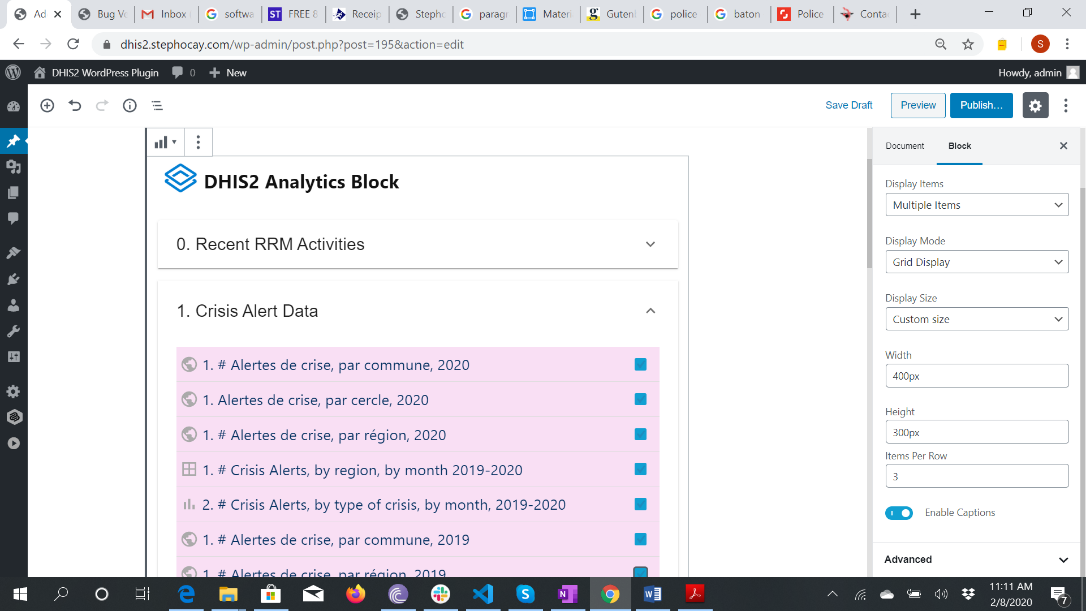 Ad
Bug Vi
Inbox
softwa
FREE &
Receip
Stepho
paragr
Materi
Gutenl
police
baton
Police
Conta
dhis2.stephocay.com/wp-admin/post.php?post=195&action=edit
S
DHIS2 WordPress Plugin
0
New
Howdy, admin
Save Draft
Preview
Publish...
DHIS2 Analytics Block
0. Recent RRM Activities
1. Crisis Alert Data
1. # Alertes de crise, par commune, 2020
1. Alertes de crise, par cercle, 2020
1. # Alertes de crise, par région, 2020
1. # Crisis Alerts, by region, by month 2019-2020
2. # Crisis Alerts, by type of crisis, by month, 2019-2020
1. # Alertes de crise, par commune, 2019
1. # Alertes de crise, par région, 2019
Document
Block
Display Items
Multiple Items
Display Mode
Grid Display
Display Size
Custom size
Width
400px
Height
300px
Items Per Row
3
Enable Captions
Advanced
11:11 AM
2/8/2020
7